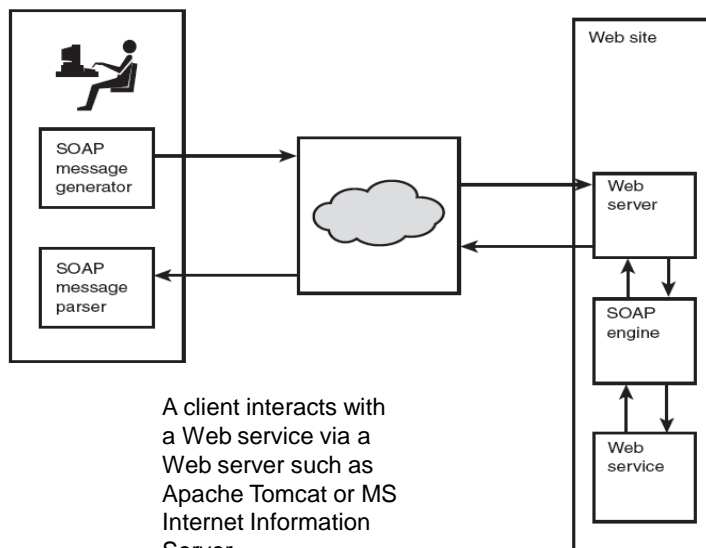 Web site
SOAP
message
generator
SOAP
message
parser
Web
server
SOAP
engine
Web
service
A client interacts with
a Web service via a
Web server such as
Apache Tomcat or MS
Internet Information
Server